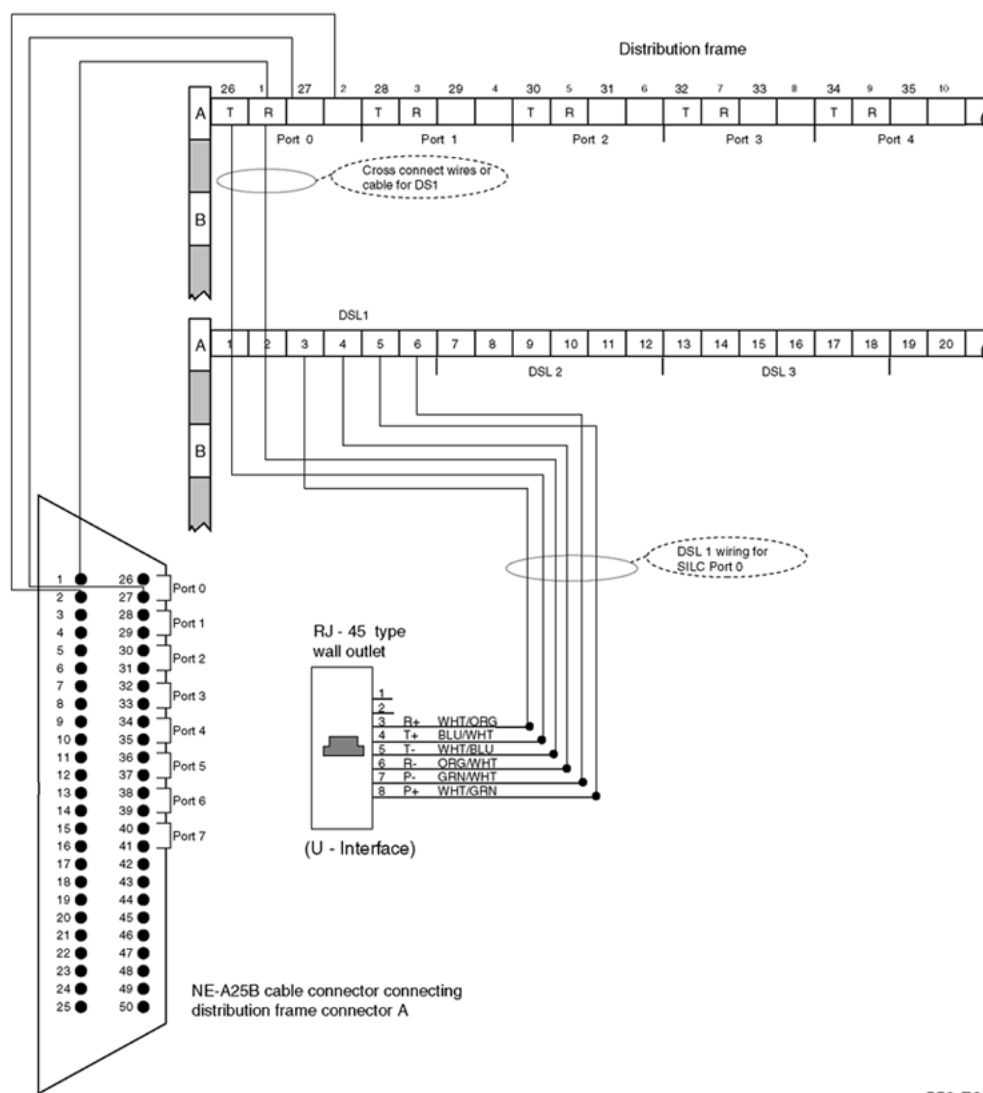 Distribution frame
26 1 27 2 28 3 29 4 30 5 31 6 32 7 33 8 34 9 35 10
A T R T R T R T R T R
Port 0 Port 1 Port 2 Port 3 Port 4
Cross connect wires or
cable for DS1
B
DSL1
A 1 2 3 4 5 6 7 8 9 10 11 12 13 14 15 16 17 18 19 20
DSL 2 DSL 3
B
DSL 1 wiring for
SILC Port 0
1 26 Port 0
2 27
3 28 Port 1
4 29
5 30 Port 2
6 31
7 32 Port 3
8 33
9 34 Port 4
10 35
11 36 Port 5
12 37
13 38 Port 6
14 39
15 40 Port 7
16 41
17 42
18 43
19 44
20 45
21 46
22 47
23 48
24 49
25 50
RJ - 45 type
wall outlet
1
2
3 R+ WHT/ORG
4 T+ BLU/WHT
5 T- WHT/BLU
6 R- ORG/WHT
7 P- GRN/WHT
8 P+ WHT/GRN
(U - Interface)
NE-A25B cable connector connecting
distribution frame connector A